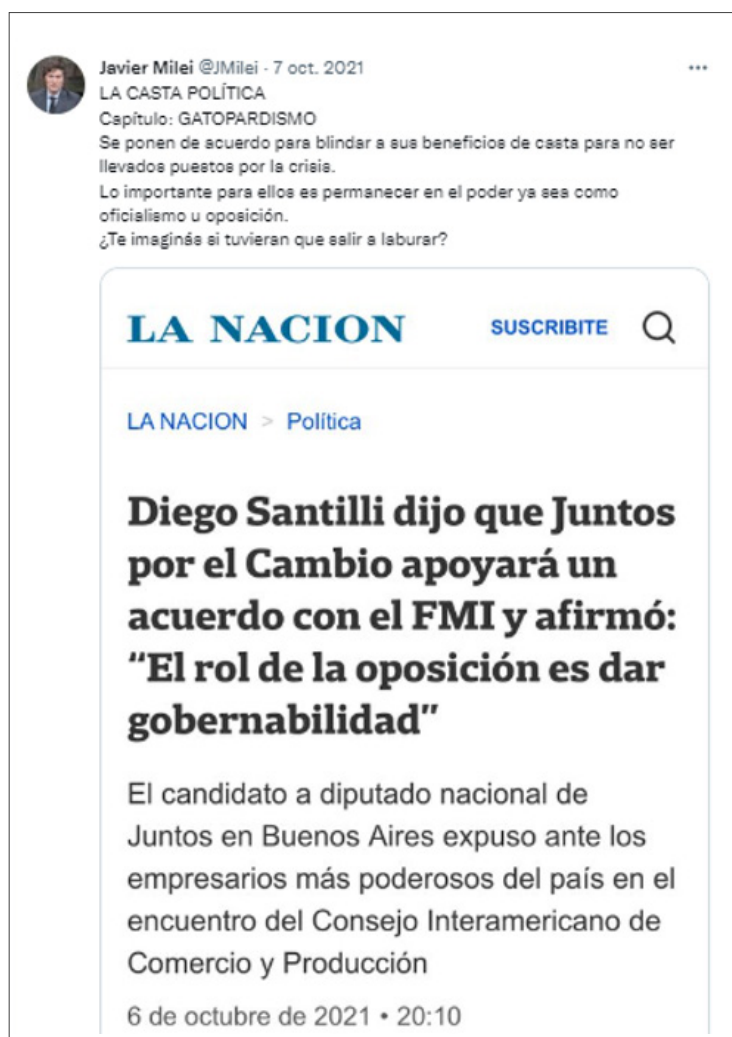 Javier Milei @JMilei · 7 oct. 2021
LA CASTA POLÍTICA
Capítulo: GATOPARDISMO
Se ponen de acuerdo para blindar a sus beneficios de casta para no ser
llevados puestos por la crisis.
Lo importante para ellos es permanecer en el poder ya sea como
oficialismo u oposición.
¿Te imaginás si tuvieran que salir a laburar?
LA NACION SUSCRIBITE
LA NACION > Política
Diego Santilli dijo que Juntos
por el Cambio apoyará un
acuerdo con el FMI y afirmó:
“El rol de la oposición es dar
gobernabilidad”
El candidato a diputado nacional de
Juntos en Buenos Aires expuso ante los
empresarios más poderosos del país en el
encuentro del Consejo Interamericano de
Comercio y Producción
6 de octubre de 2021 • 20:10